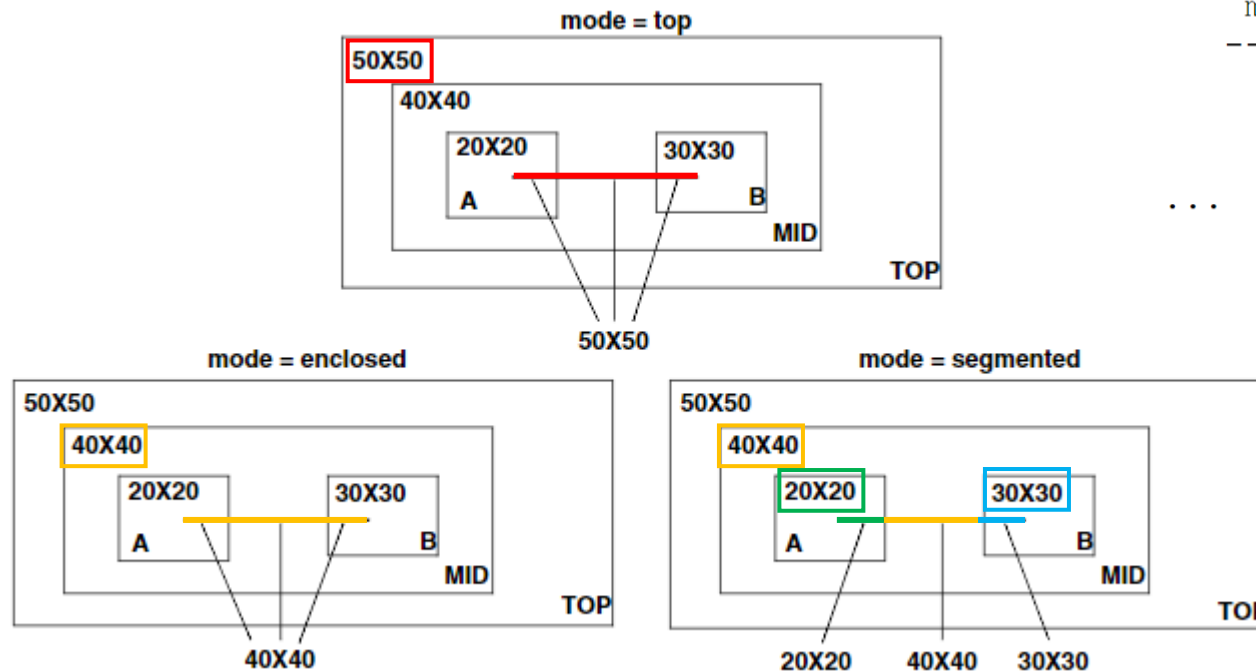 mode = top
50X50
40X40
20X20
30X30
A
B
MID
TOP
50X50
...
mode = enclosed
50X50
40X40
20X20
30X30
A
B
MID
TOP
40X40
mode = segmented
50X50
40X40
20X20
30X30
A
B
MID
20X20 40X40 30X30